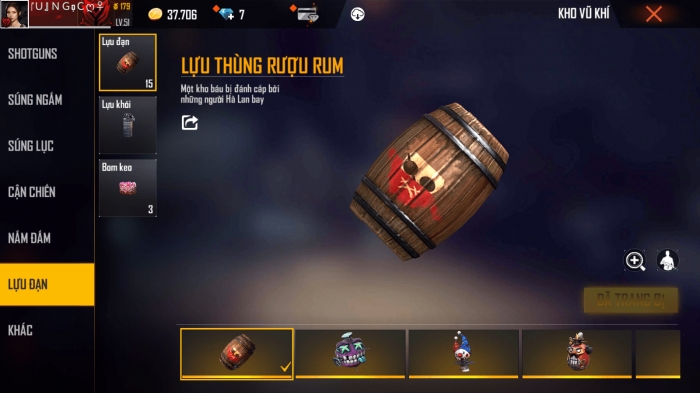 179
LV.51
37.706
7
KHO VŨ KHÍ
SHOTGUNS
SÚNG NGẮM
SÚNG LỤC
CẬN CHIẾN
NẮM ĐẤM
LỰU ĐẠN
KHÁC
Lựu đạn
15
Lựu khói
Bom keo
3
LỰU THÙNG RƯỢU RUM
Một kho báu bị đánh cắp bởi
những người Hà Lan bay
ĐÃ TRANG BỊ